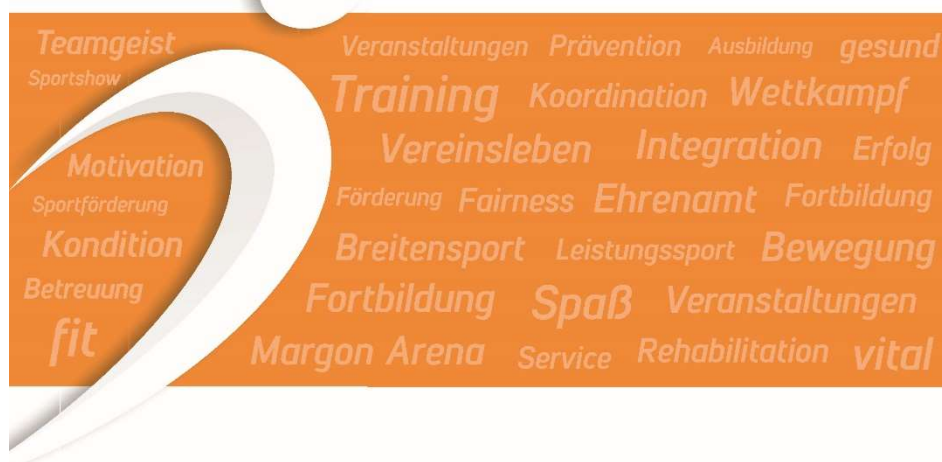 Teamgeist Veranstaltungen Prävention Ausbildung gesund
Sportshow Training Koordination Wettkampf
Vereinsleben Integration Erfolg
Motivation
Sportförderung Förderung Fairness Ehrenamt Fortbildung
Kondition Breitensport Leistungssport Bewegung
Betreuung Fortbildung Spaß Veranstaltungen
fit Margon Arena Service Rehabilitation vital